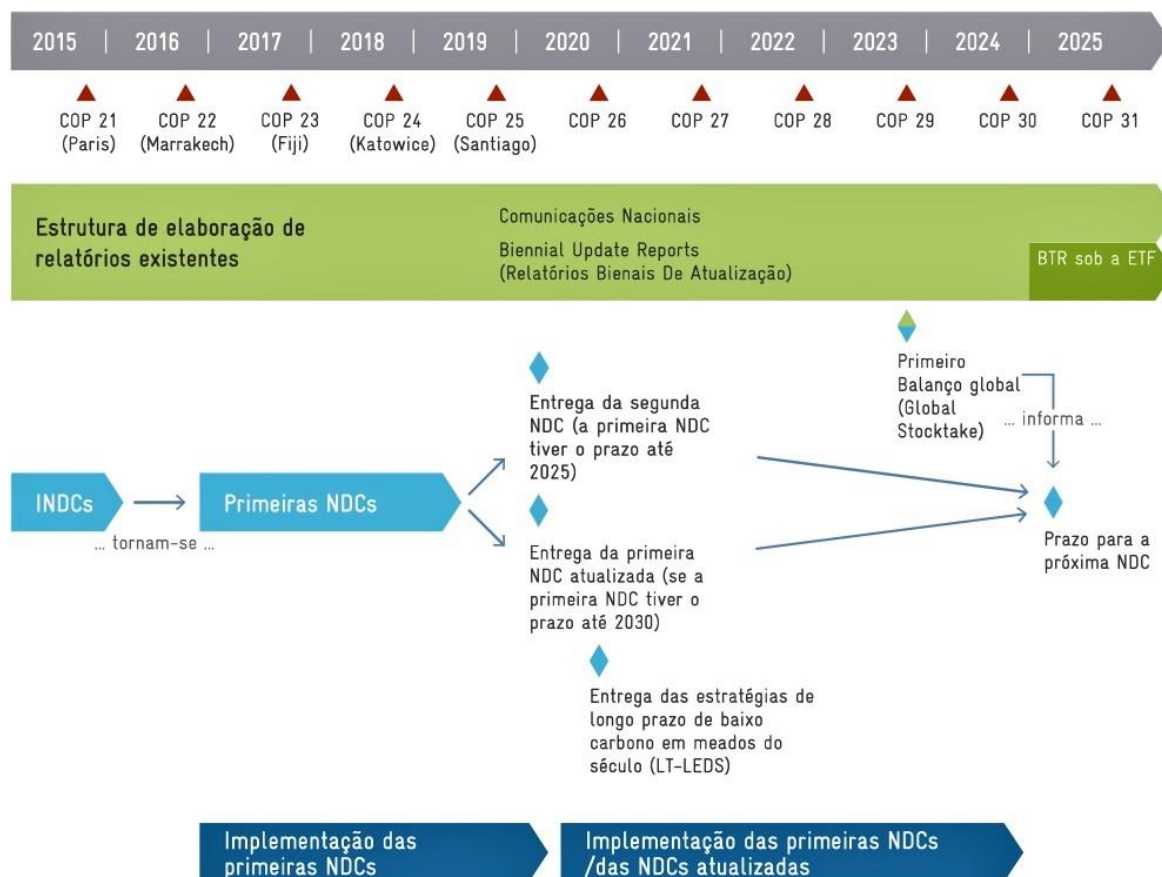 2015 | 2016 | 2017 | 2018 | 2019 | 2020 | 2021 | 2022 | 2023 | 2024 | 2025
COP 21 (Paris)
COP 22 (Marrakech)
COP 23 (Fiji)
COP 24 (Katowice)
COP 25 (Santiago)
COP 26
COP 27
COP 28
COP 29
COP 30
COP 31
Estrutura de elaboração de
relatórios existentes
Comunicações Nacionais
Biennial Update Reports
(Relatórios Bienais De Atualização)
BTR sob a ETF
Primeiro
Balanço global
(Global
Stocktake)
... informa ...
Entrega da segunda
NDC (a primeira NDC
tiver o prazo até
2025)
INDCs
... tornam-se ...
Primeiras NDCs
Entrega da primeira
NDC atualizada (se a
primeira NDC tiver o
prazo até 2030)
Prazo para a
próxima NDC
Entrega das estratégias de
longo prazo de baixo
carbono em meados do
século (LT-LEDS)
Implementação das
primeiras NDCs
Implementação das primeiras NDCs
/das NDCs atualizadas